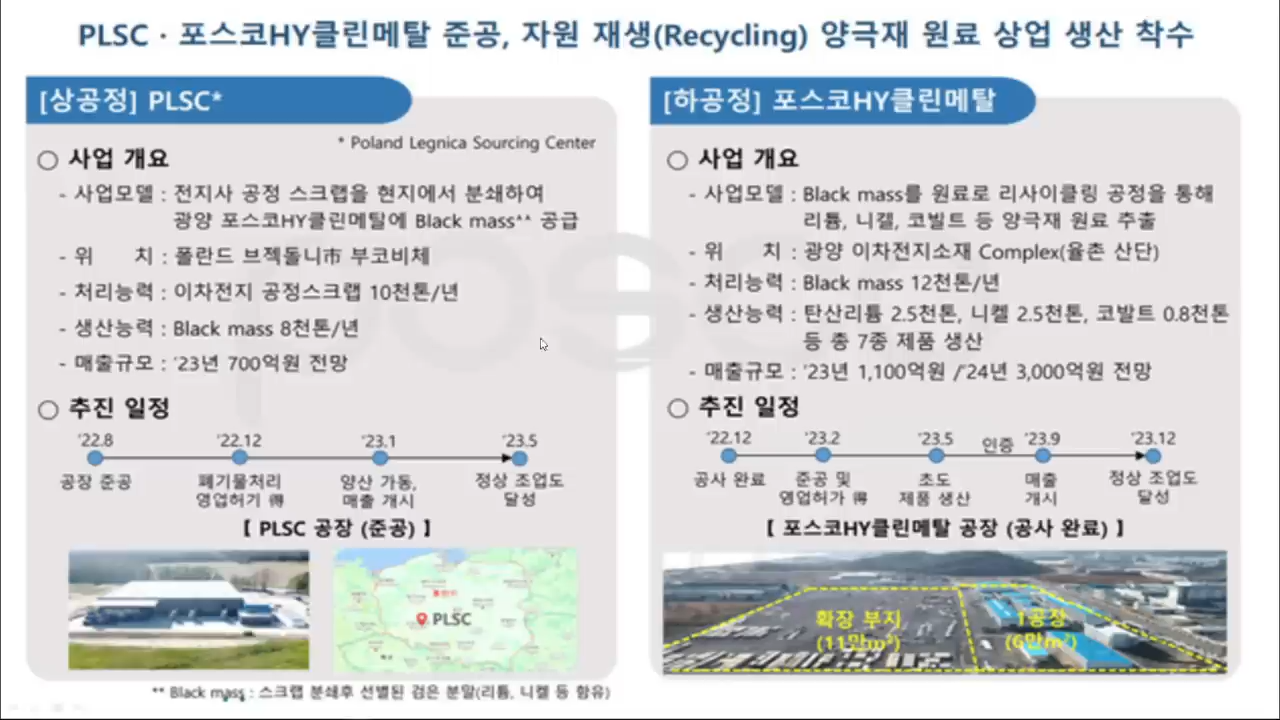 PLSC · 포스코HY클린메탈 준공, 자원 재생(Recycling) 양극재 원료 상업 생산 착수
[상공정] PLSC*
* Poland Legnica Sourcing Center
○ 사업 개요
- 사업모델 : 전지사 공정 스크랩을 현지에서 분쇄하여
광양 포스코HY클린메탈에 Black mass** 공급
- 위 치 : 폴란드 브젝돌니市 부코비체
- 처리능력 : 이차전지 공정스크랩 10천톤/년
- 생산능력 : Black mass 8천톤/년
- 매출규모 : '23년 700억원 전망
○ 추진 일정
'22.8 '22.12 '23.1 '23.5
공장 준공 폐기물처리 양산 가동, 정상 조업도
영업허기 得 매출 개시 달성
【 PLSC 공장 (준공) 】
폴란드
PLSC
** Black mass : 스크랩 분쇄후 선별된 검은 분말(리튬, 니켈 등 함유)
[하공정] 포스코HY클린메탈
○ 사업 개요
- 사업모델 : Black mass를 원료로 리사이클링 공정을 통해
리튬, 니켈, 코빌트 등 양극재 원료 추출
- 위 치 : 광양 이차전지소재 Complex(율촌 산단)
- 처리능력 : Black mass 12천톤/년
- 생산능력 : 탄산리튬 2.5천톤, 니켈 2.5천톤, 코발트 0.8천톤
등 총 7종 제품 생산
- 매출규모 : '23년 1,100억원 /'24년 3,000억원 전망
○ 추진 일정
'22.12 '23.2 '23.5 인증 '23.9 '23.12
공사 완료 준공 및 초도 매출 정상 조업도
영업허가 得 제품 생산 개시 달성
【 포스코HY클린메탈 공장 (공사 완료) 】
확장 부지 1공장
(11만m²) (6만m²)
posco